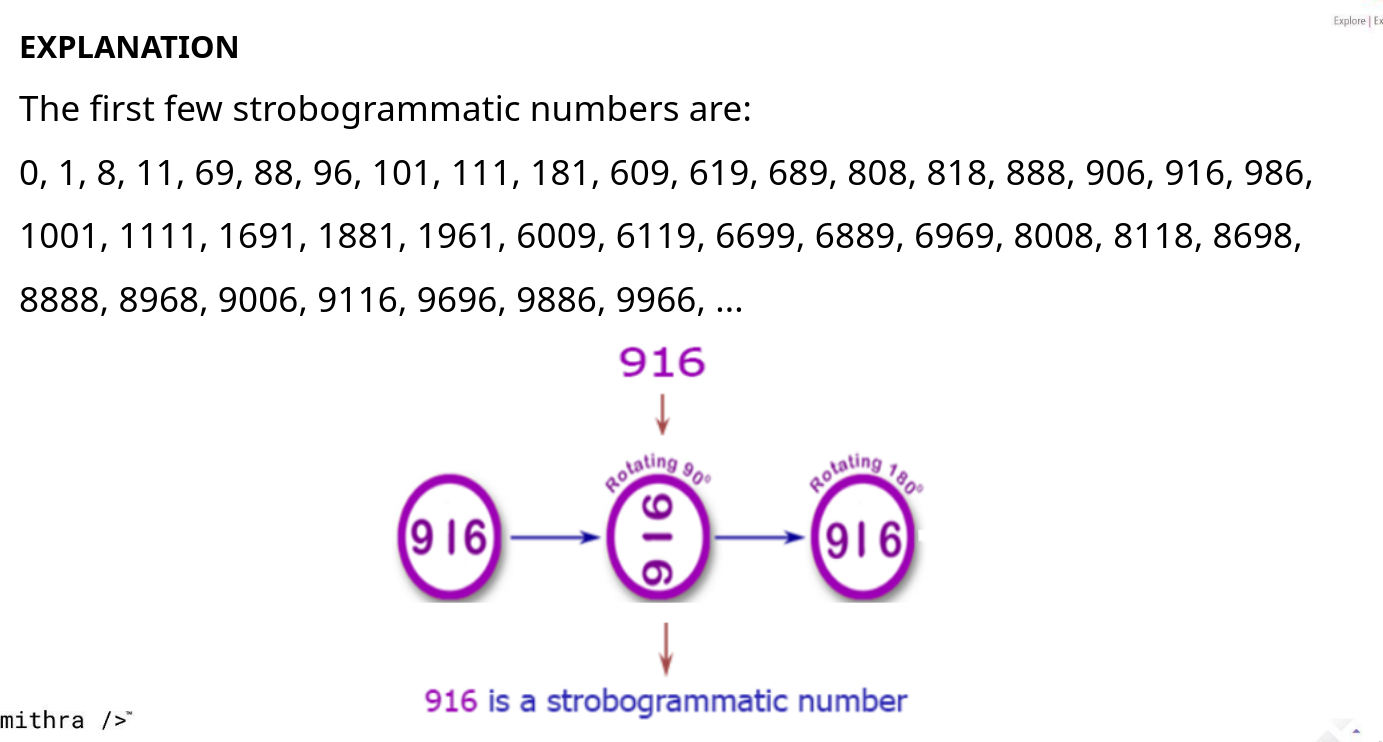 Explore | Ex
EXPLANATION
The first few strobogrammatic numbers are:
0, 1, 8, 11, 69, 88, 96, 101, 111, 181, 609, 619, 689, 808, 818, 888, 906, 916, 986,
1001, 1111, 1691, 1881, 1961, 6009, 6119, 6699, 6889, 6969, 8008, 8118, 8698,
8888, 8968, 9006, 9116, 9696, 9886, 9966, ...
916
Rotating 90°
Rotating 180°
916
916
916
916 is a strobogrammatic number
mithra />™